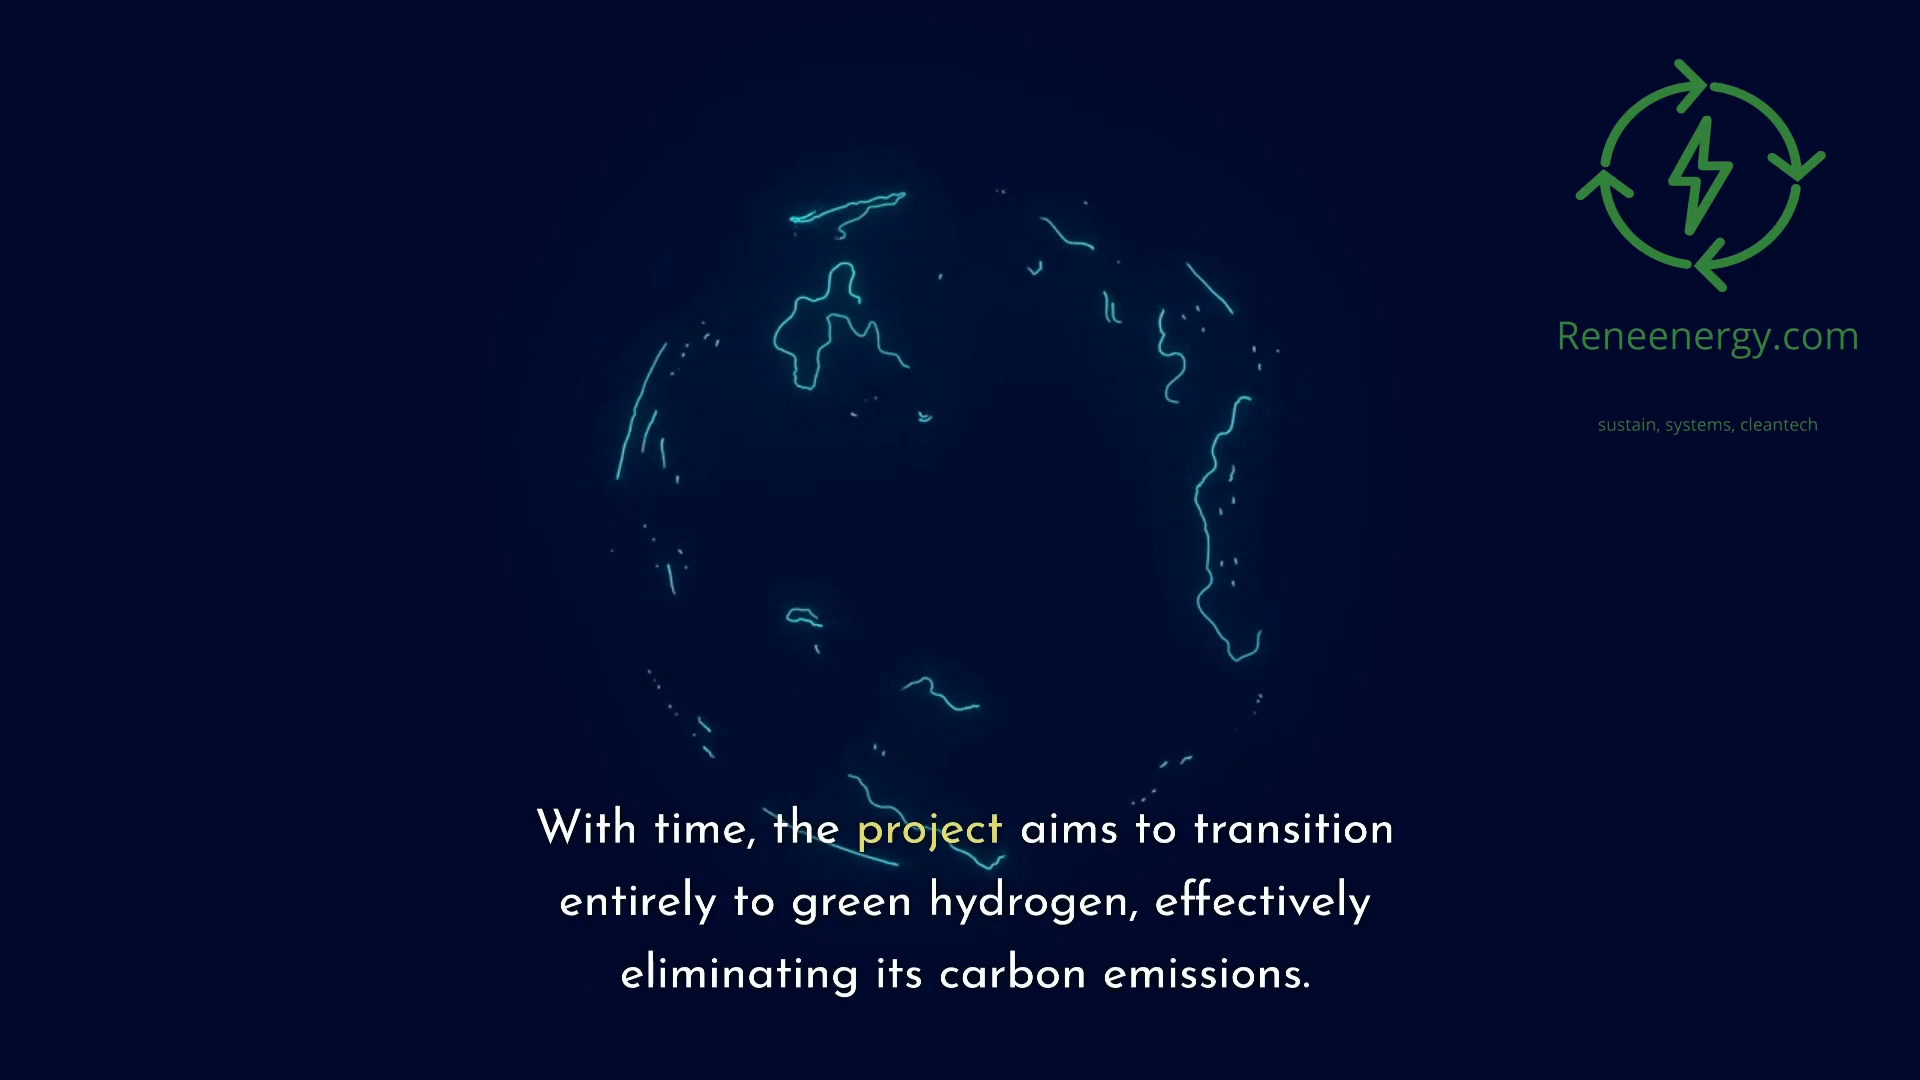 Reneenergy.com
sustain, systems, cleantech
With time, the project aims to transition
entirely to green hydrogen, effectively
eliminating its carbon emissions.